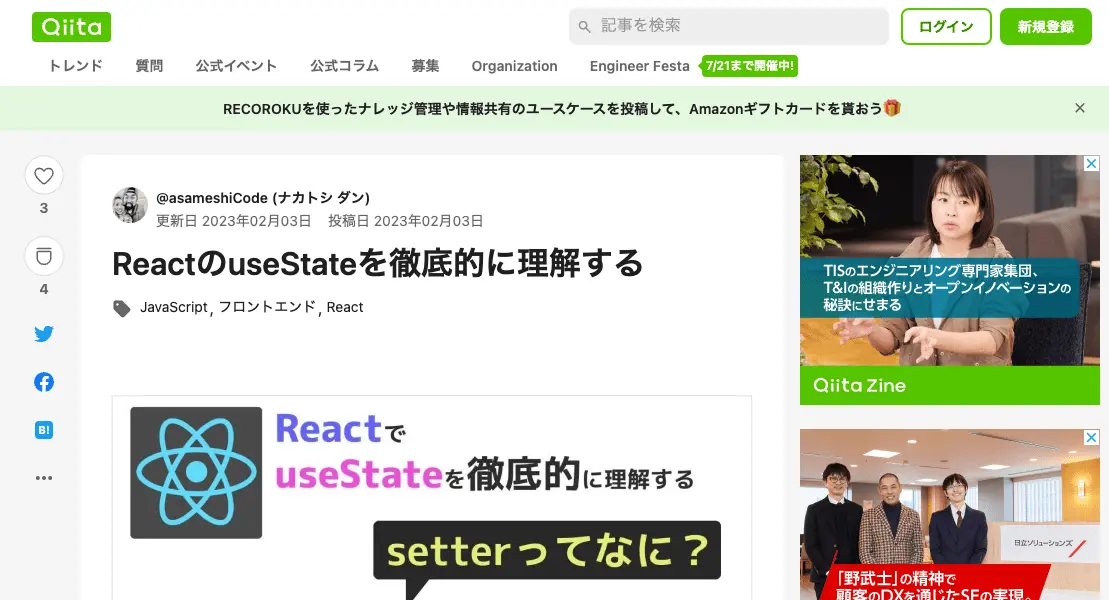 Qiita
記事を検索
ログイン
新規登録
トレンド
質問
公式イベント
公式コラム
募集
Organization
Engineer Festa
7/21まで開催中!
RECOROKUを使ったナレッジ管理や情報共有のユースケースを投稿して、Amazonギフトカードを貰おう🎁
3
4
B!
@asameshiCode (ナカトシ ダン)
更新日 2023年02月03日 投稿日 2023年02月03日
ReactのuseStateを徹底的に理解する
JavaScript, フロントエンド, React
Reactで
useStateを徹底的に理解する
setterってなに？
TISのエンジニアリング専門家集団、
T&Iの組織作りとオープンイノベーションの
秘訣にせまる
Qiita Zine
日立ソリューションズ
「野武士」の精神で
顧客のDXを通じたSEの実現。